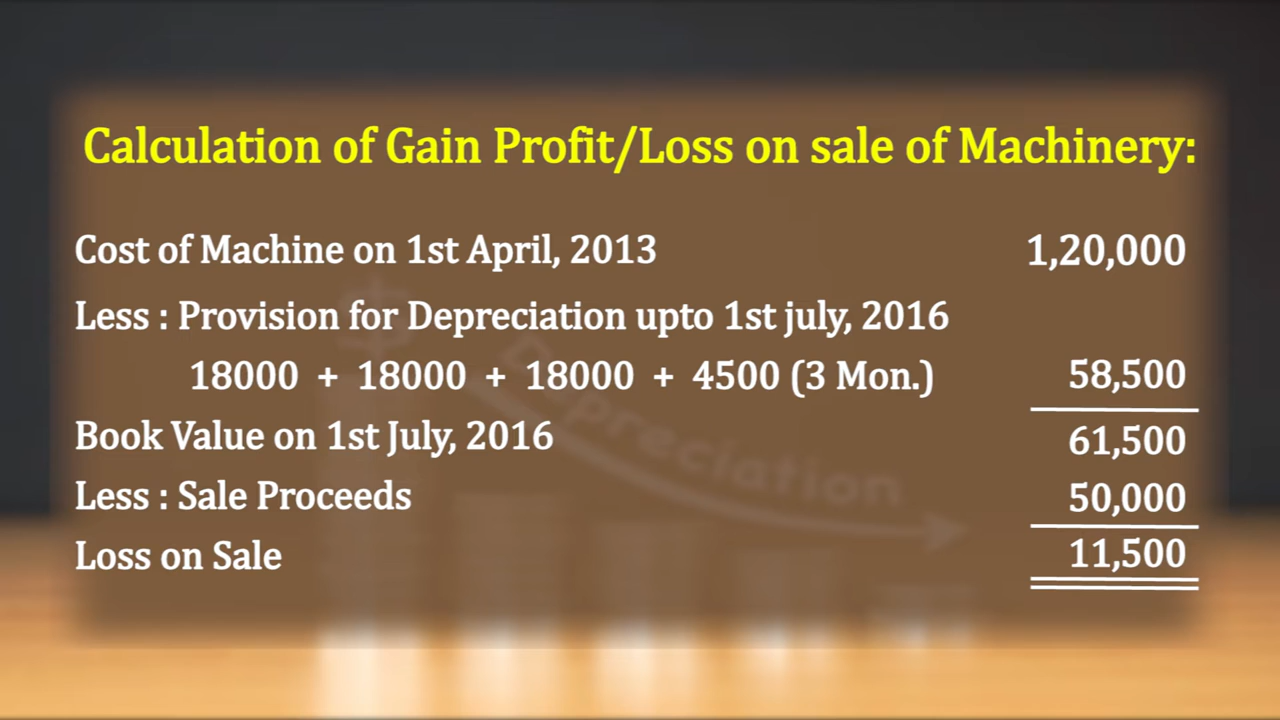 Calculation of Gain Profit/Loss on sale of Machinery:
Cost of Machine on 1st April, 2013 1,20,000
Less : Provision for Depreciation upto 1st july, 2016
18000 + 18000 + 18000 + 4500 (3 Mon.) 58,500
Book Value on 1st July, 2016 61,500
Less : Sale Proceeds 50,000
Loss on Sale 11,500
$
Depreciation